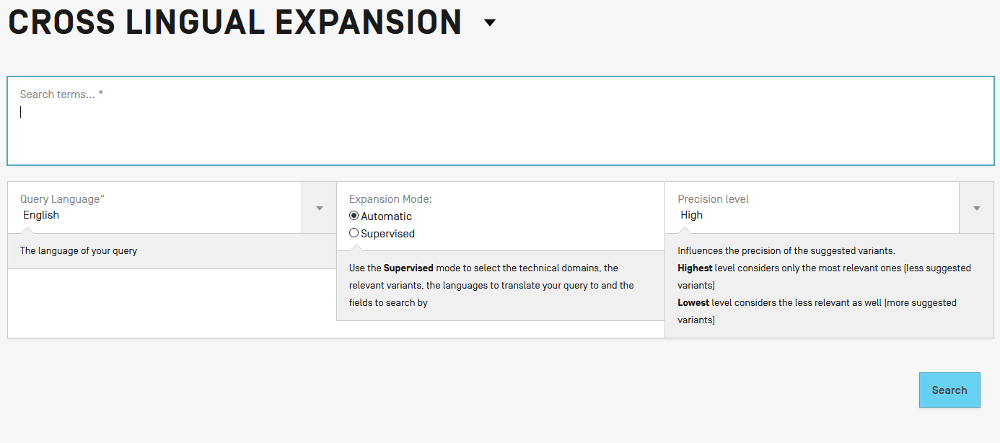 CROSS LINGUAL EXPANSION
Search terms... *
Query Language"
English
The language of your query
Expansion Mode:
Automatic
Supervised
Use the Supervised mode to select the technical domains, the
relevant variants, the languages to translate your query to and the
fields to search by
Precision level
High
Influences the precision of the suggested variants.
Highest level considers only the most relevant ones (less suggested
variants)
Lowest level considers the less relevant as well (more suggested
variants)
Search